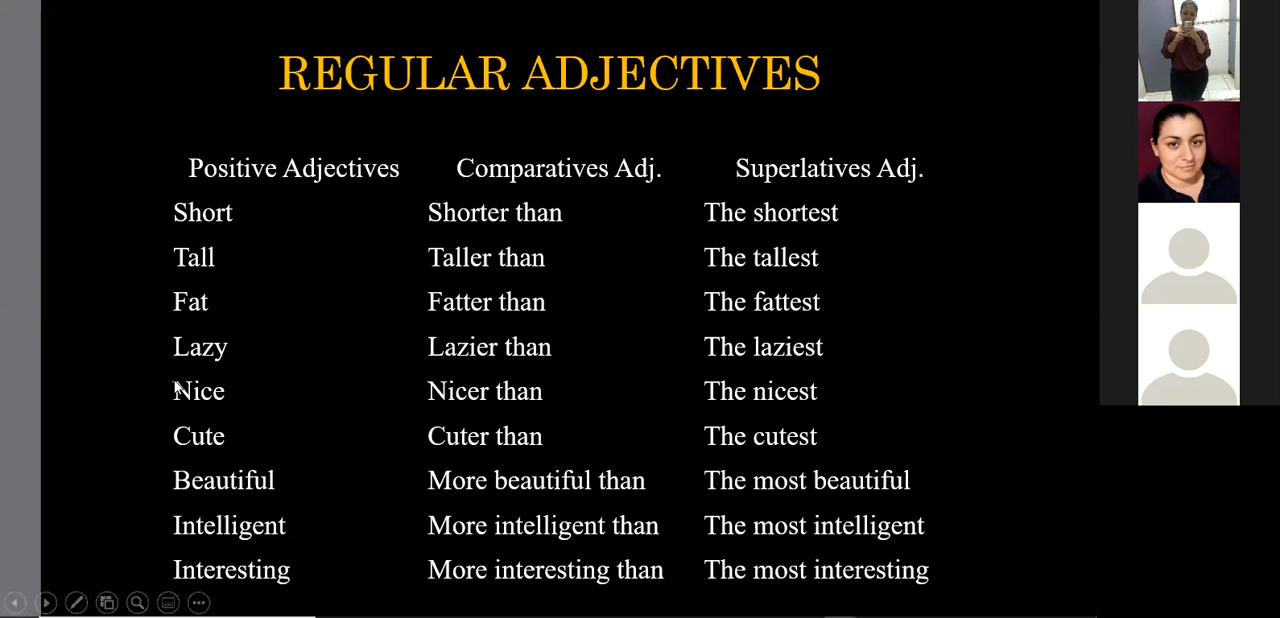 REGULAR ADJECTIVES
Positive Adjectives Comparatives Adj. Superlatives Adj.
Short Shorter than The shortest
Tall Taller than The tallest
Fat Fatter than The fattest
Lazy Lazier than The laziest
Nice Nicer than The nicest
Cute Cuter than The cutest
Beautiful More beautiful than The most beautiful
Intelligent More intelligent than The most intelligent
Interesting More interesting than The most interesting